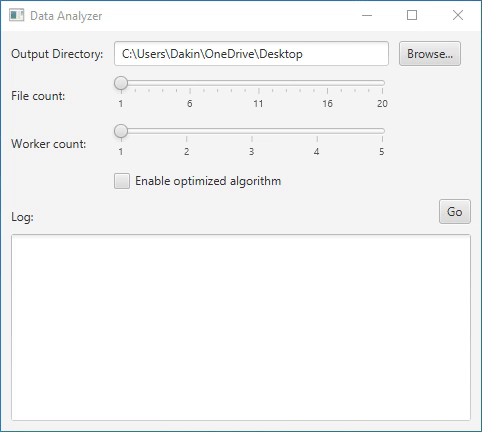 Data Analyzer
Output Directory: C:\Users\Dakin\OneDrive\Desktop Browse...
File count:
1 6 11 16 20
Worker count:
1 2 3 4 5
Enable optimized algorithm
Log: Go